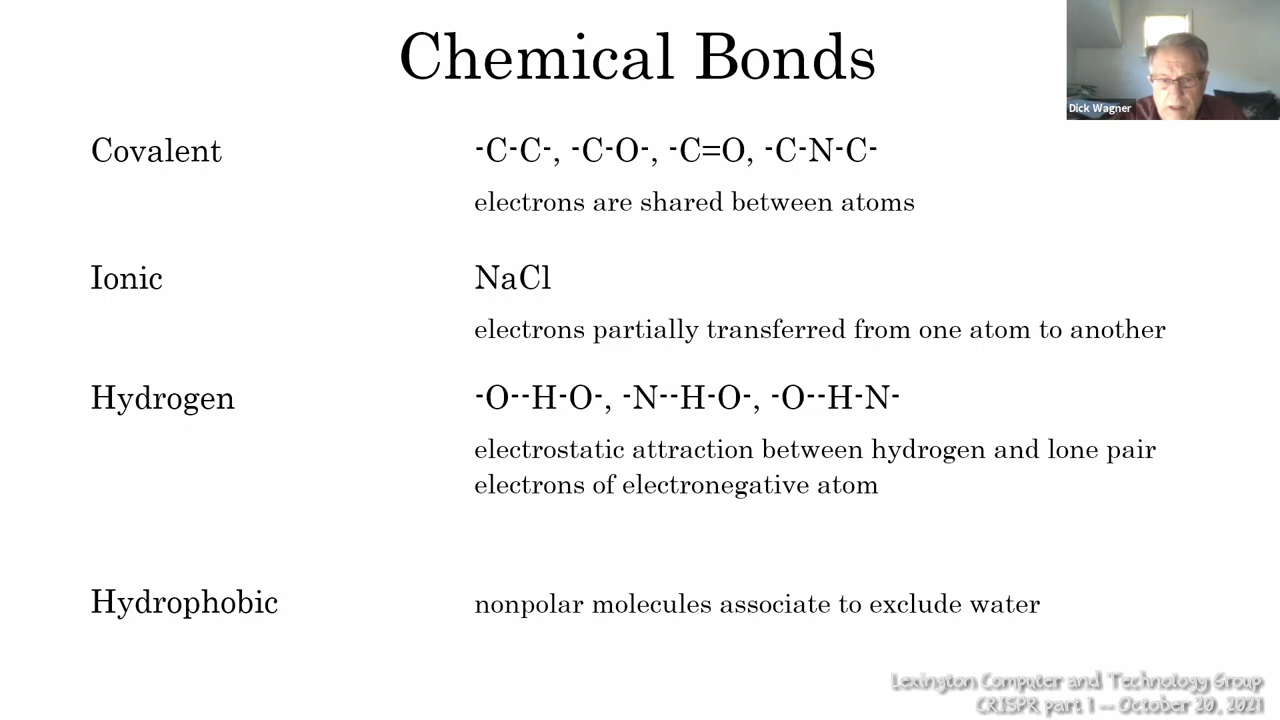 Chemical Bonds
Dick Wagner
Covalent
-C-C-, -C-O-, -C=O, -C-N-C-
electrons are shared between atoms
Ionic
NaCl
electrons partially transferred from one atom to another
Hydrogen
-O--H-O-, -N--H-O-, -O--H-N-
electrostatic attraction between hydrogen and lone pair
electrons of electronegative atom
Hydrophobic
nonpolar molecules associate to exclude water
Lexington Computer and Technology Group
CRISPR part 1 -- October 20, 2021